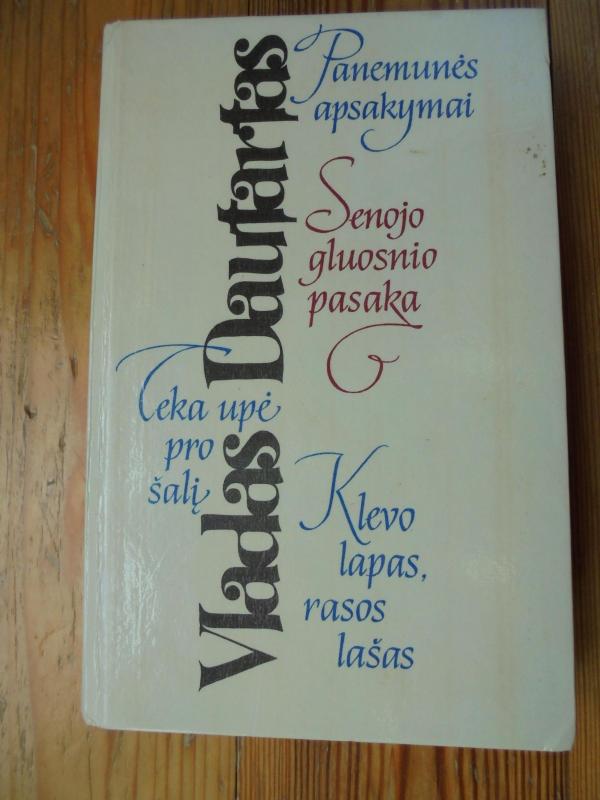 Vladas Dautartas
Panemunės
apsakymai
Senojo
gluosnio
pasaka
Teka upė
pro
šalį
Klevo
lapas,
rasos
lašas